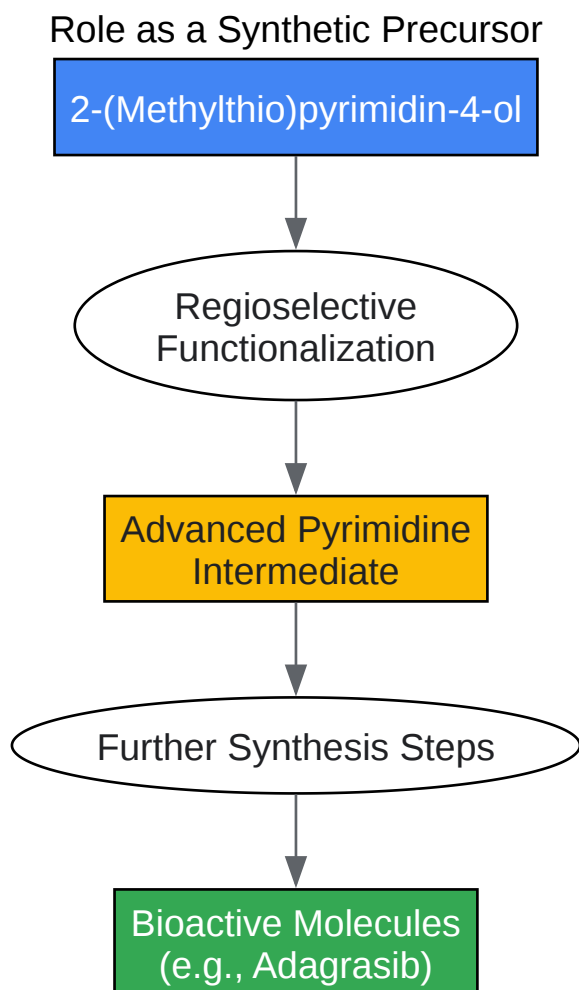 Role as a Synthetic Precursor
2-(Methylthio)pyrimidin-4-ol
Regioselective
Functionalization
Advanced Pyrimidine
Intermediate
Further Synthesis Steps
Bioactive Molecules
(e.g., Adagrasib)